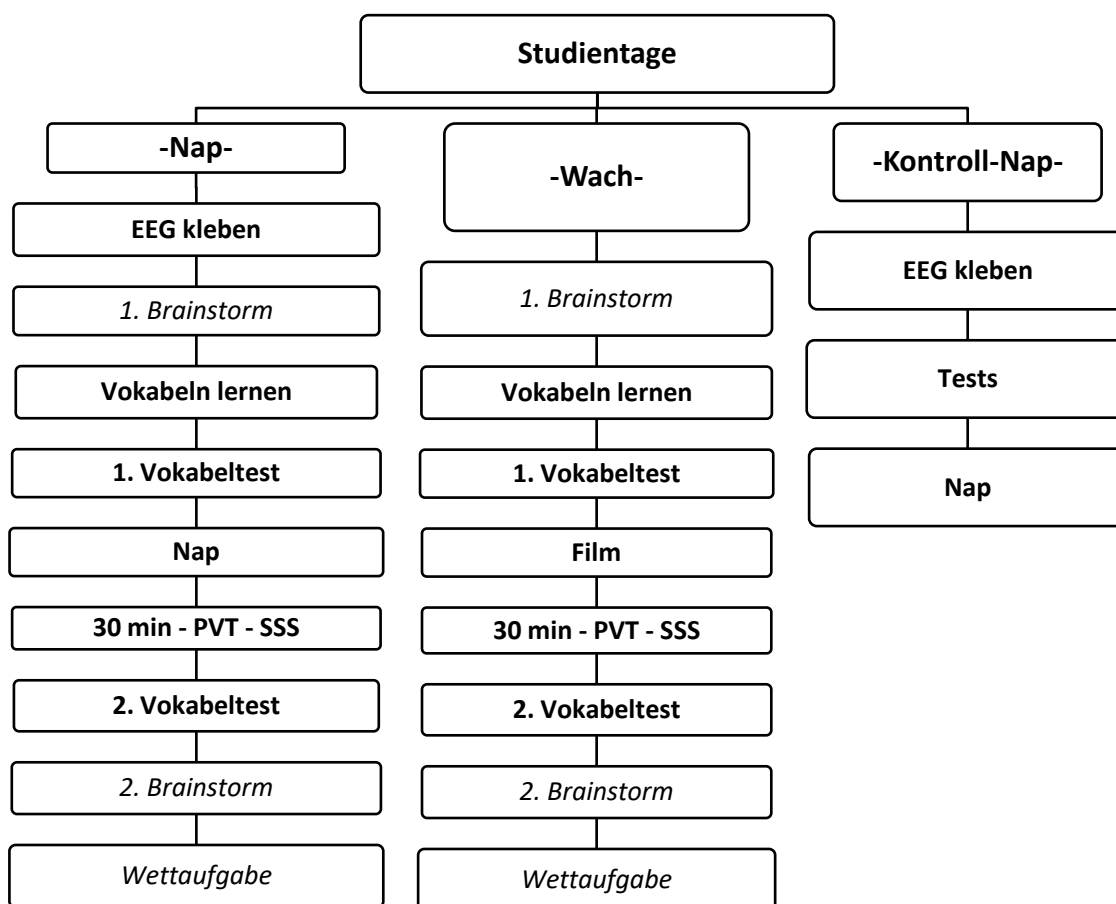 Studientage
-Nap-
EEG kleben
1. Brainstorm
Vokabeln lernen
1. Vokabeltest
Nap
30 min - PVT - SSS
2. Vokabeltest
2. Brainstorm
Wettaufgabe
-Wach-
1. Brainstorm
Vokabeln lernen
1. Vokabeltest
Film
30 min - PVT - SSS
2. Vokabeltest
2. Brainstorm
Wettaufgabe
-Kontroll-Nap-
EEG kleben
Tests
Nap